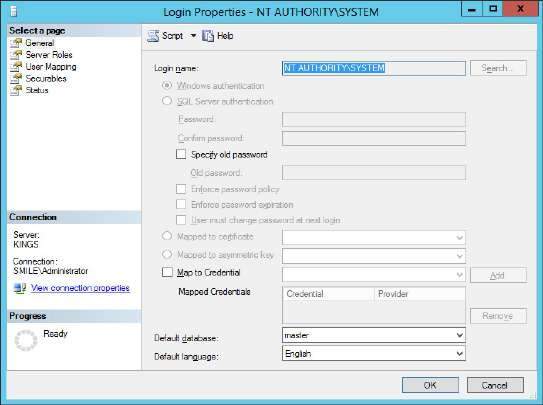 Login Properties - NT AUTHORITY\SYSTEM
Select a page
General
Server Roles
User Mapping
Securables
Status
Script
Help
Login name:
NT AUTHORITY\SYSTEM
Search...
Windows authentication
SQL Server authentication
Password:
Confirm password:
Specify old password
Old password:
Enforce password policy
Enforce password expiration
User must change password at next login
Mapped to certificate
Mapped to asymmetric key
Map to Credential
Add
Mapped Credentials
Credential
Provider
Remove
Default database:
master
Default language:
English
Connection
Server:
KINGS
Connection:
SMILE\Administrator
View connection properties
Progress
Ready
OK
Cancel